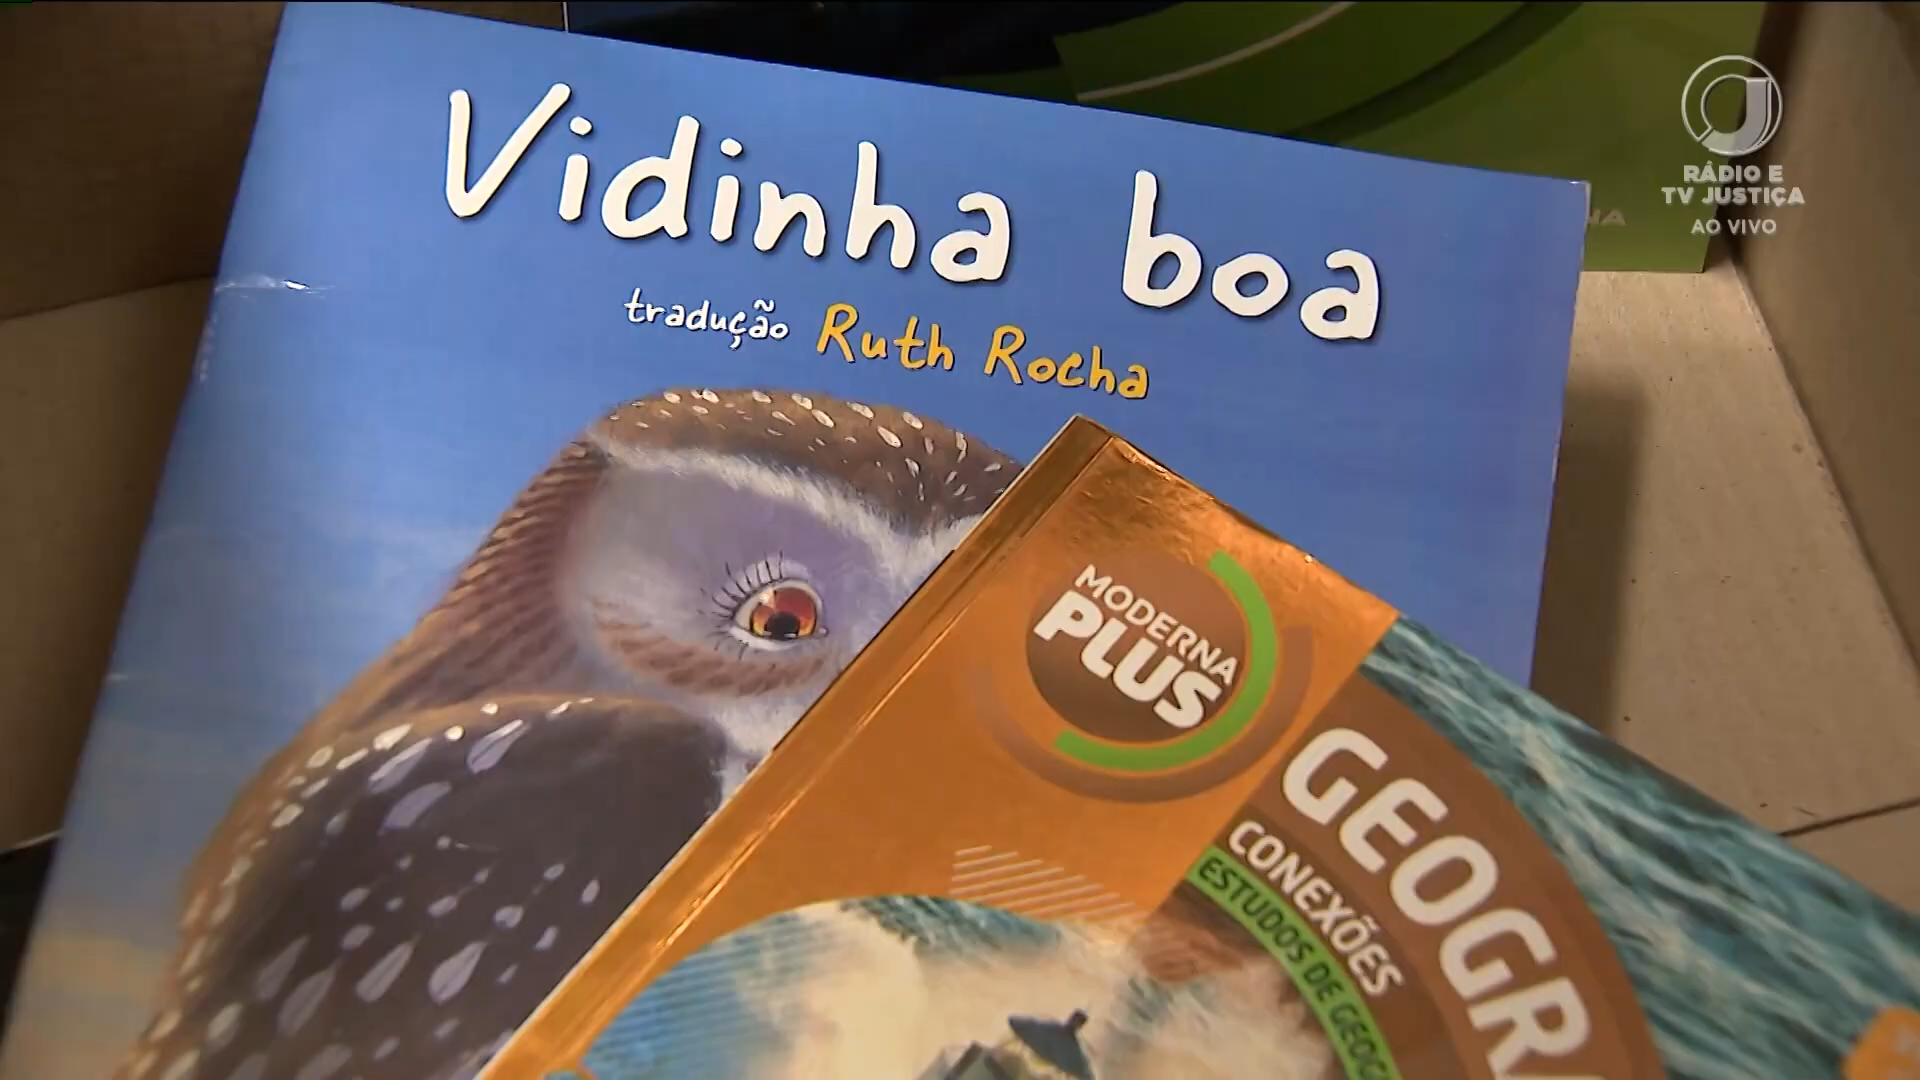 Vidinha boa
tradução Ruth Rocha
RÁDIO E
TV JUSTIÇA
AO VIVO
MODERNA
PLUS
GEOGRA
CONEXÕES
ESTUDOS DE GEOG